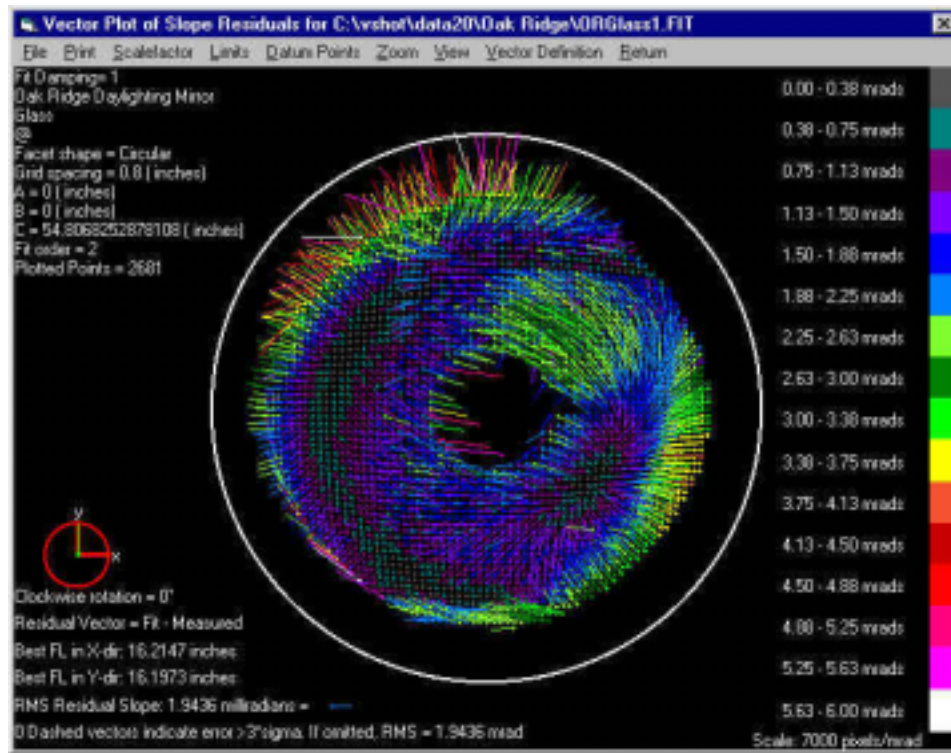 Vector Plot of Slope Residuals for C:\vshot\data20\Oak Ridge\ORGlass1.FIT
File Print Scalefactor Limits Datum Points Zoom View Vector Definition Return
Fit Damping= 1
Oak Ridge Daylighting Mirror
Glass
@
Facet shape = Circular
Grid spacing = 0.8 ( inches)
A = 0 ( inches)
B = 0 ( inches)
C = 54.8068252878108 ( inches)
Fit order = 2
Plotted Points = 2681
0.00 - 0.38 mrads
0.38 - 0.75 mrads
0.75 - 1.13 mrads
1.13 - 1.50 mrads
1.50 - 1.88 mrads
1.88 - 2.25 mrads
2.25 - 2.63 mrads
2.63 - 3.00 mrads
3.00 - 3.38 mrads
3.38 - 3.75 mrads
3.75 - 4.13 mrads
4.13 - 4.50 mrads
4.50 - 4.88 mrads
4.88 - 5.25 mrads
5.25 - 5.63 mrads
5.63 - 6.00 mrads
y
x
Clockwise rotation = 0°
Residual Vector = Fit - Measured
Best FL in X-dir: 16.2147 inches
Best FL in Y-dir: 16.1973 inches
RMS Residual Slope: 1.9436 milliradians =
0 Dashed vectors indicate error >3*sigma. If omitted, RMS = 1.9436 mrad
Scale: 7000 pixels/mrad